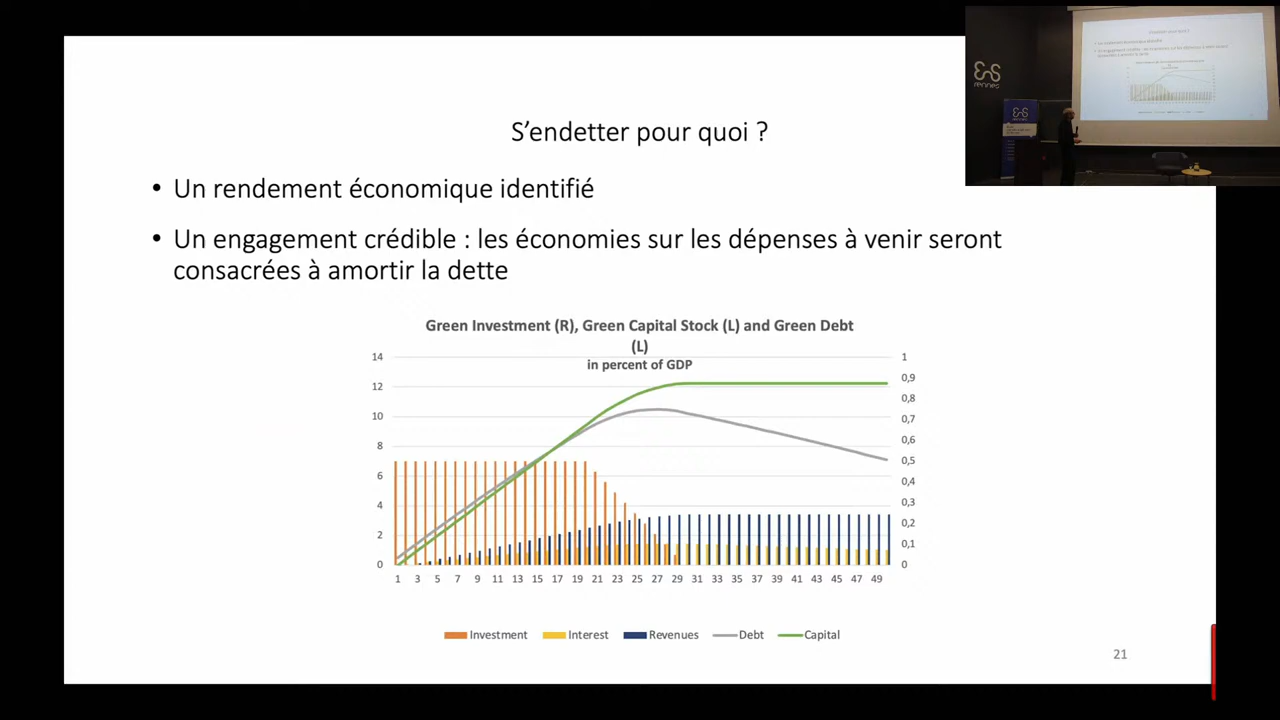 S'endetter pour quoi ?
• Un rendement économique identifié
• Un engagement crédible : les économies sur les dépenses à venir seront
consacrées à amortir la dette
Green Investment (R), Green Capital Stock (L) and Green Debt
(L)
in percent of GDP
14
12
10
8
6
4
2
0
1
0,9
0,8
0,7
0,6
0,5
0,4
0,3
0,2
0,1
0
1 3 5 7 9 11 13 15 17 19 21 23 25 27 29 31 33 35 37 39 41 43 45 47 49
Investment Interest Revenues Debt Capital
21
rennes